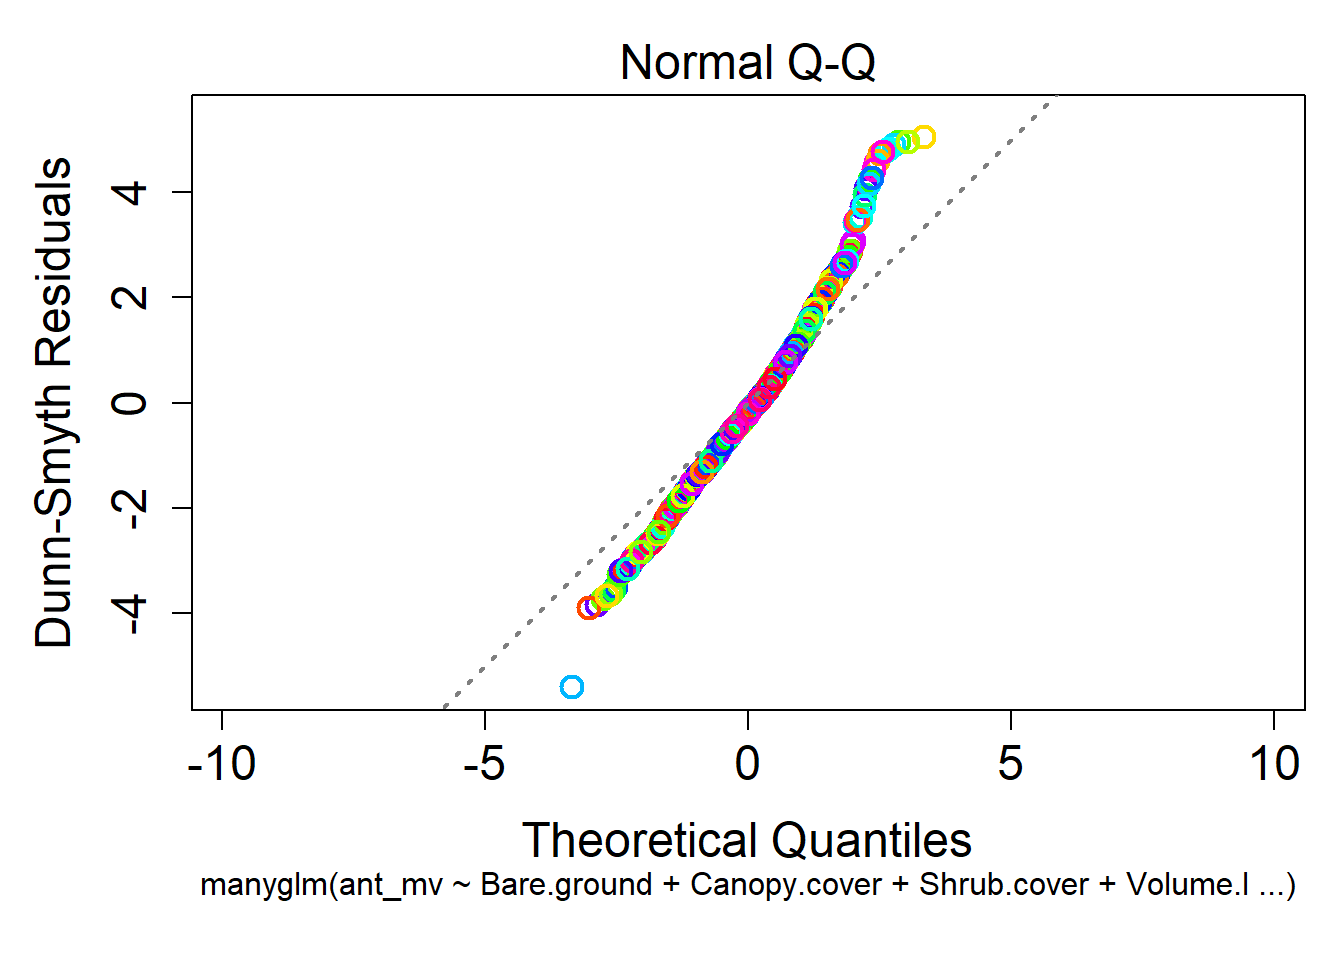 Normal Q-Q
Dunn-Smyth Residuals
4
2
0
-2
-4
-10 -5 0 5 10
Theoretical Quantiles
manyglm(ant_mv ~ Bare.ground + Canopy.cover + Shrub.cover + Volume.l ...)